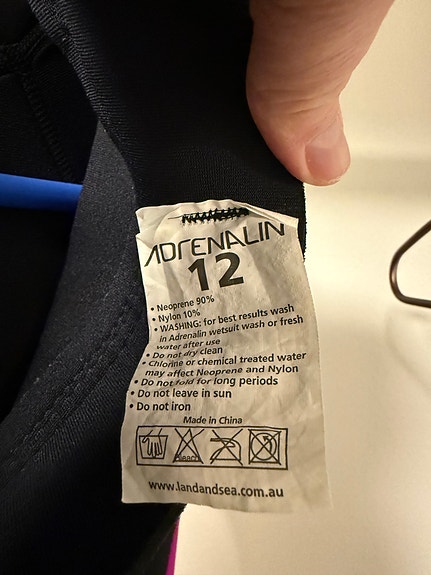 ADRENALIN
12
• Neoprene 90%
• Nylon 10%
• WASHING: for best results wash
in Adrenalin wetsuit wash or fresh
water after use
• Do not dry clean
• Chlorine or chemical treated water
may affect Neoprene and Nylon
• Do not fold for long periods
• Do not leave in sun
• Do not iron
Made in China
Bleach
www.landandsea.com.au